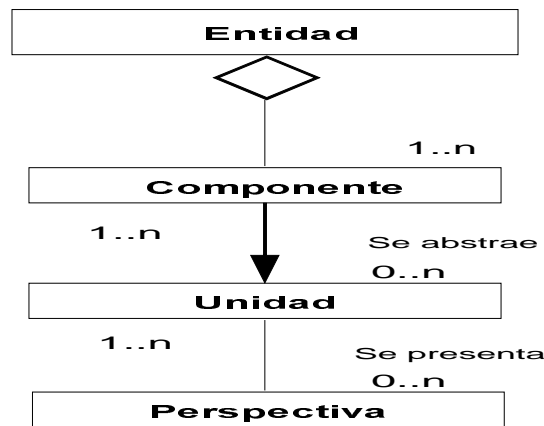 Entidad
1..n
Componente
1..n
Se abstrae
0..n
Unidad
1..n
Se presenta
0..n
Perspectiva